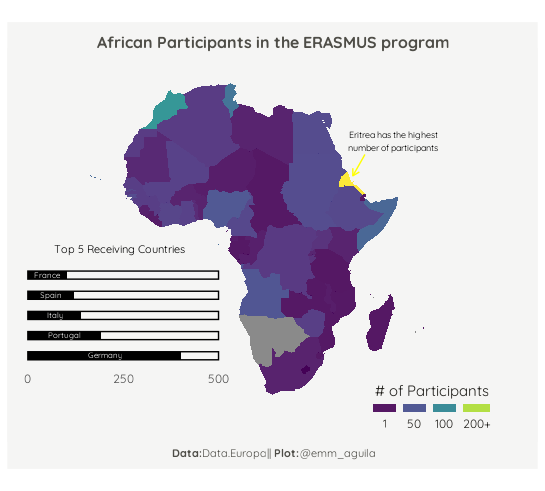 African Participants in the ERASMUS program
Eritrea has the highest
number of participants
Top 5 Receiving Countries
France
Spain
Italy
Portugal
Germany
0 250 500
# of Participants
1 50 100 200+
Data:Data.Europa|| Plot:@emm_aguila